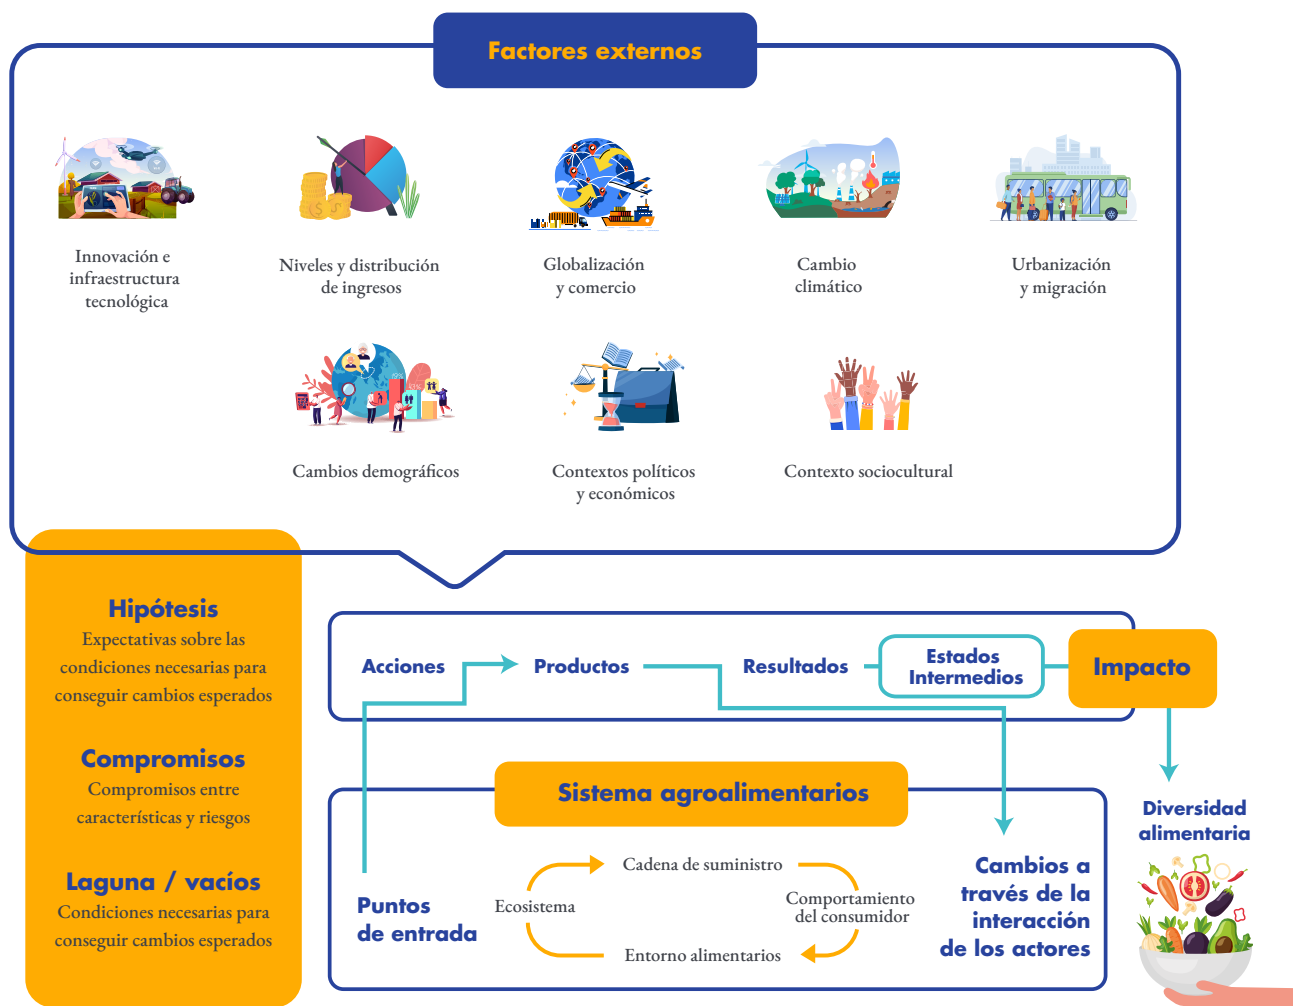 Factores externos
Innovación e
infraestructura
tecnológica
Niveles y distribución
de ingresos
Globalización
y comercio
Cambio
climático
Urbanización
y migración
Cambios demográficos
Contextos políticos
y económicos
Contexto sociocultural
Hipótesis
Expectativas sobre las
condiciones necesarias para
conseguir cambios esperados
Compromisos
Compromisos entre
características y riesgos
Laguna / vacíos
Condiciones necesarias para
conseguir cambios esperados
Acciones
Productos
Resultados
Estados
Intermedios
Impacto
Sistema agroalimentarios
Puntos
de entrada
Ecosistema
Cadena de suministro
Comportamiento
del consumidor
Entorno alimentarios
Cambios a
través de la
interacción
de los actores
Diversidad
alimentaria